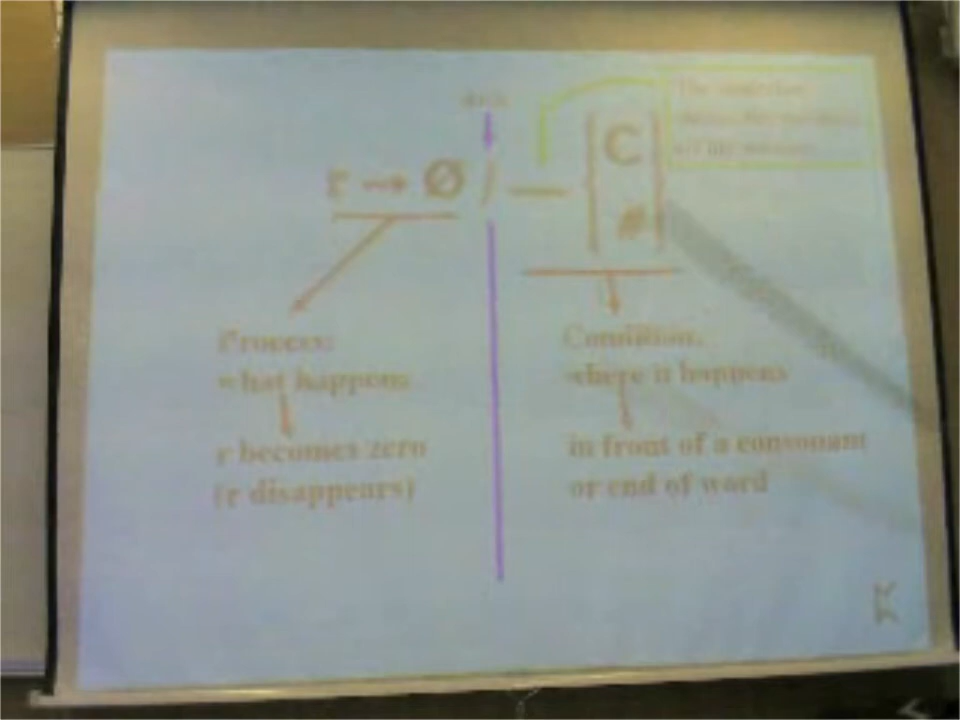 r → Ø / — C
#
Process:
what happens
r becomes zero
(r disappears)
Condition:
where it happens
in front of a consonant
or end of word